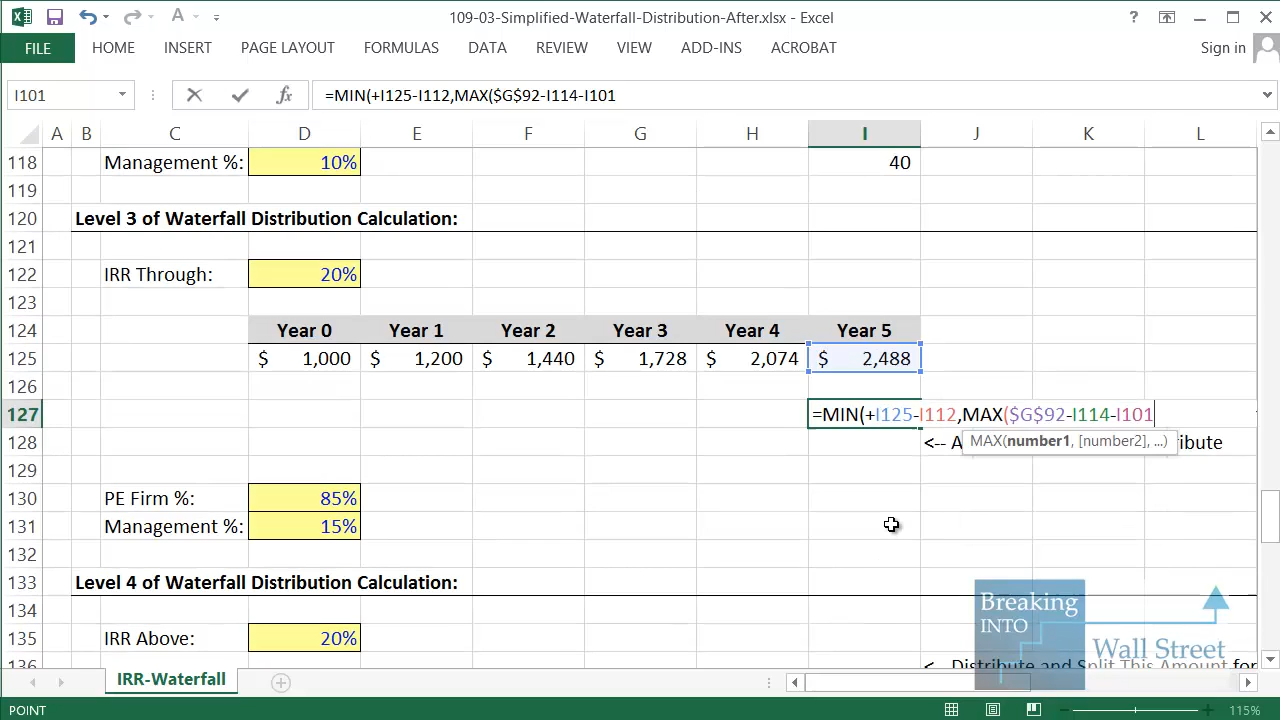 109-03-Simplified-Waterfall-Distribution-After.xlsx - Excel
FILE HOME INSERT PAGE LAYOUT FORMULAS DATA REVIEW VIEW ADD-INS ACROBAT Sign in
I101 fx =MIN(+I125-I112,MAX($G$92-I114-I101
A B C D E F G H I J K L
118 Management %: 10% 40
119
120 Level 3 of Waterfall Distribution Calculation:
121
122 IRR Through: 20%
123
124 Year 0 Year 1 Year 2 Year 3 Year 4 Year 5
125 $ 1,000 $ 1,200 $ 1,440 $ 1,728 $ 2,074 $ 2,488
126
127 =MIN(+I125-I112,MAX($G$92-I114-I101
128 <-- A MAX(number1, [number2], ...) ribute
129
130 PE Firm %: 85%
131 Management %: 15%
132
133 Level 4 of Waterfall Distribution Calculation:
134
135 IRR Above: 20%
136 Distribute and Split This Amount for
Breaking
INTO
Wall Street
IRR-Waterfall
POINT 115%